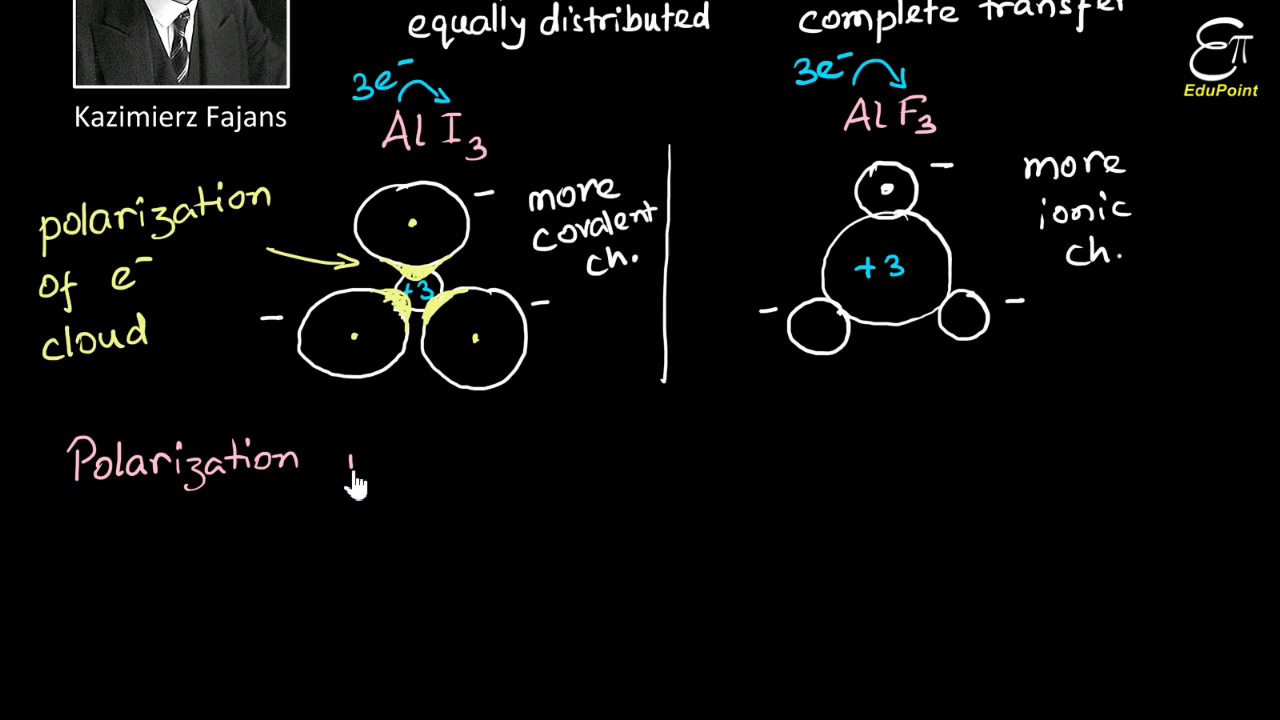 equally distributed
complete transfer
επ
EduPoint
Kazimierz Fajans
3e⁻
Al I₃
3e⁻
Al F₃
polarization
of e⁻
cloud
more
covalent
ch.
+3
−
−
−
more
ionic
ch.
+3
−
−
−
Polarization